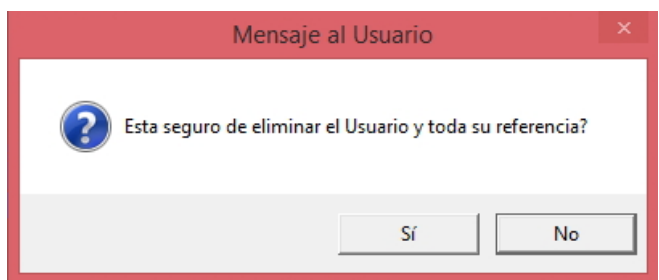 Mensaje al Usuario
Esta seguro de eliminar el Usuario y toda su referencia?
Sí
No